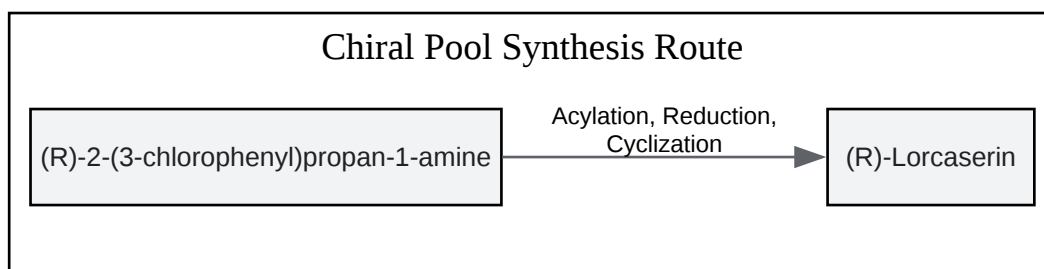 Chiral Pool Synthesis Route
(R)-2-(3-chlorophenyl)propan-1-amine
Acylation, Reduction,
Cyclization
(R)-Lorcaserin